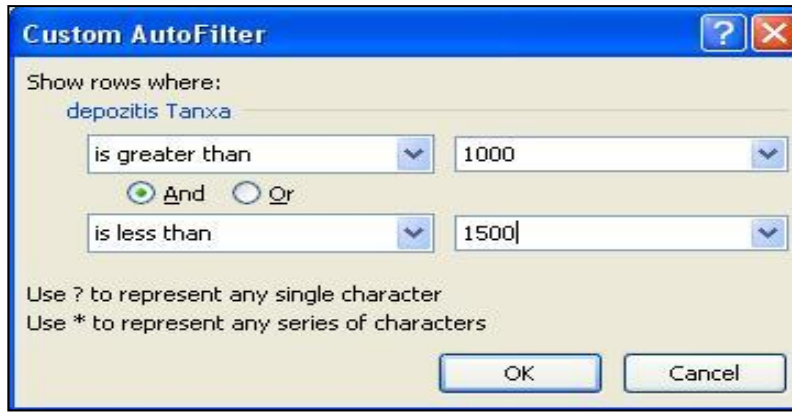 Custom AutoFilter
?
Show rows where:
depozitis Tanxa
is greater than 1000
And Or
is less than 1500
Use ? to represent any single character
Use * to represent any series of characters
OK Cancel